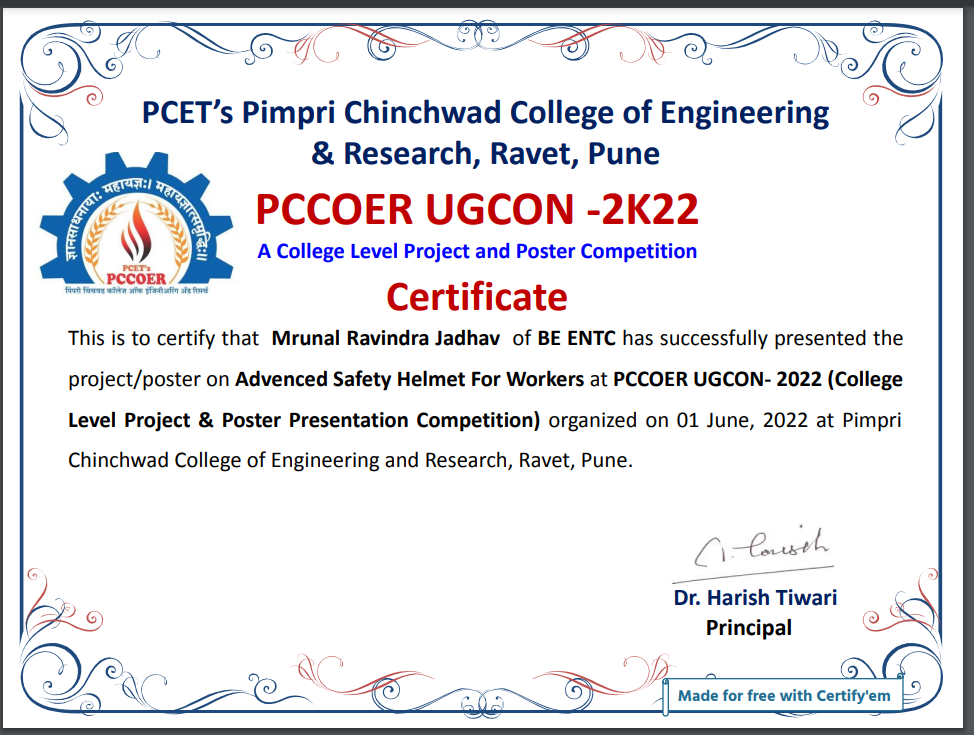 PCET's Pimpri Chinchwad College of Engineering
& Research, Ravet, Pune
ज्ञानसाधनायाः महायज्ञः। महायज्ञात्समृद्धिः॥
PCET's
PCCOER
पिंपरी चिंचवड कॉलेज ऑफ इंजिनीअरिंग अँड रिसर्च
PCCOER UGCON -2K22
A College Level Project and Poster Competition
Certificate
This is to certify that Mrunal Ravindra Jadhav of BE ENTC has successfully presented the
project/poster on Advanced Safety Helmet For Workers at PCCOER UGCON- 2022 (College
Level Project & Poster Presentation Competition) organized on 01 June, 2022 at Pimpri
Chinchwad College of Engineering and Research, Ravet, Pune.
Dr. Harish Tiwari
Principal
Made for free with Certify'em